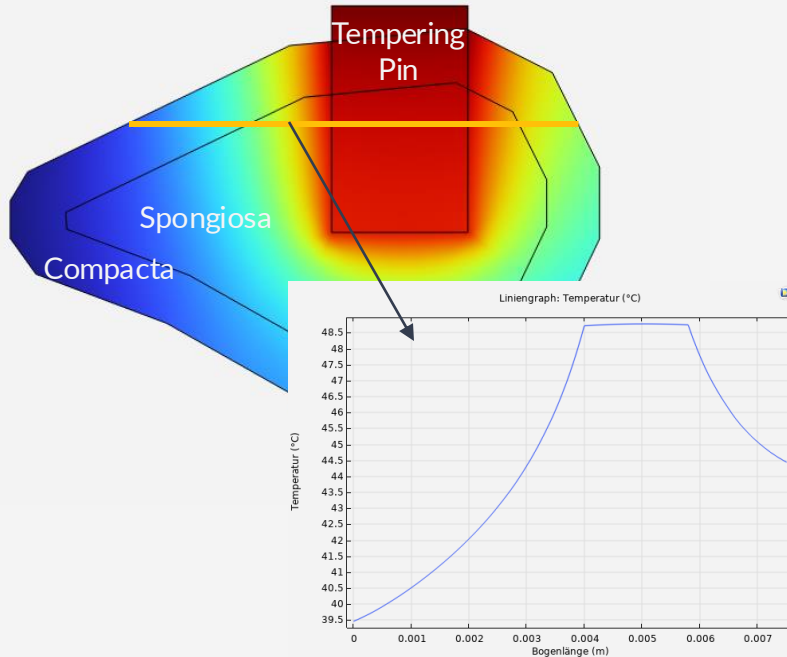 Tempering
Pin
Spongiosa
Compacta
Liniengraph: Temperatur (°C)
Temperatur (°C)
48.5
48
47.5
47
46.5
46
45.5
45
44.5
44
43.5
43
42.5
42
41.5
41
40.5
40
39.5
0 0.001 0.002 0.003 0.004 0.005 0.006 0.007
Bogenlänge (m)